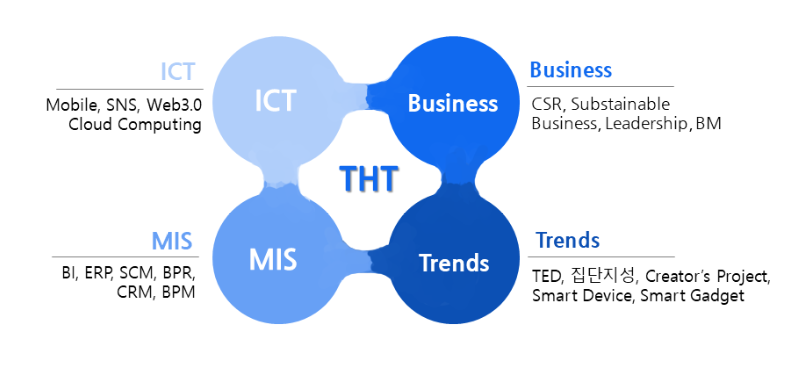 ICT
Mobile, SNS, Web3.0
Cloud Computing
ICT
Business
Business
CSR, Substainable
Business, Leadership, BM
THT
MIS
BI, ERP, SCM, BPR,
CRM, BPM
MIS
Trends
Trends
TED, 집단지성, Creator's Project,
Smart Device, Smart Gadget